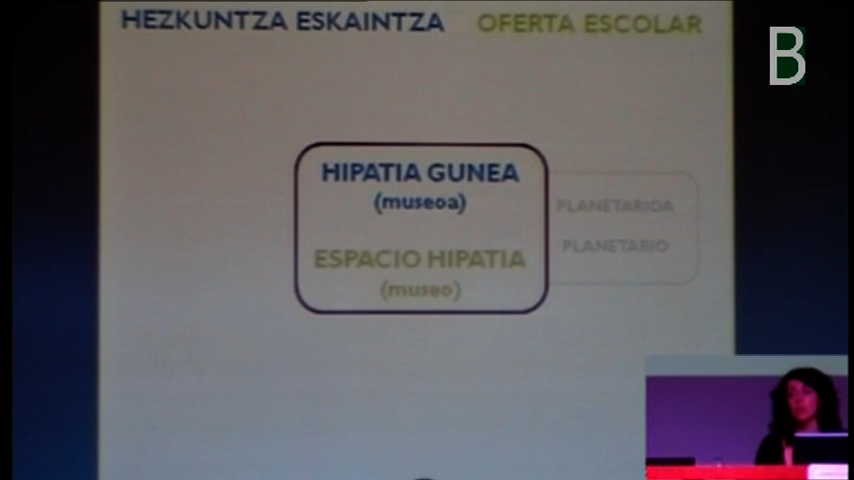 HEZKUNTZA ESKAINTZA OFERTA ESCOLAR
B
HIPATIA GUNEA
(museoa)
ESPACIO HIPATIA
(museo)
PLANETARIOA
PLANETARIO